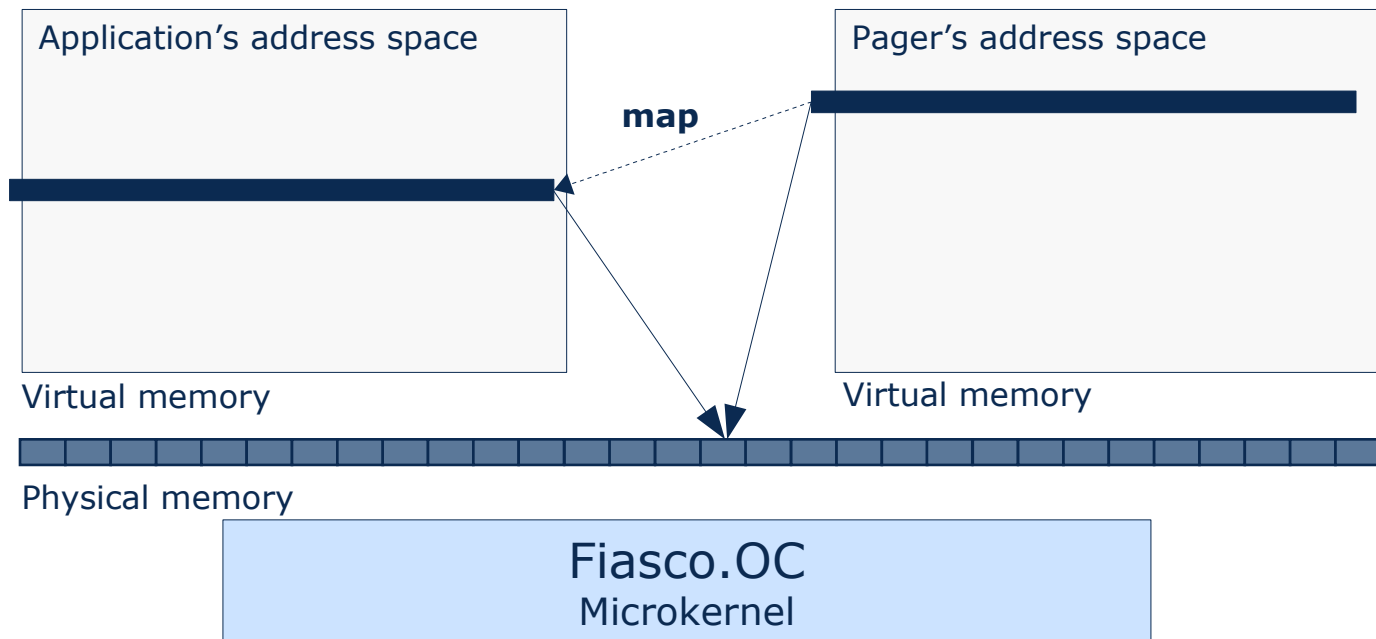 Application’s address space
Pager’s address space
map
Virtual memory
Virtual memory
Physical memory
Fiasco.OC
Microkernel